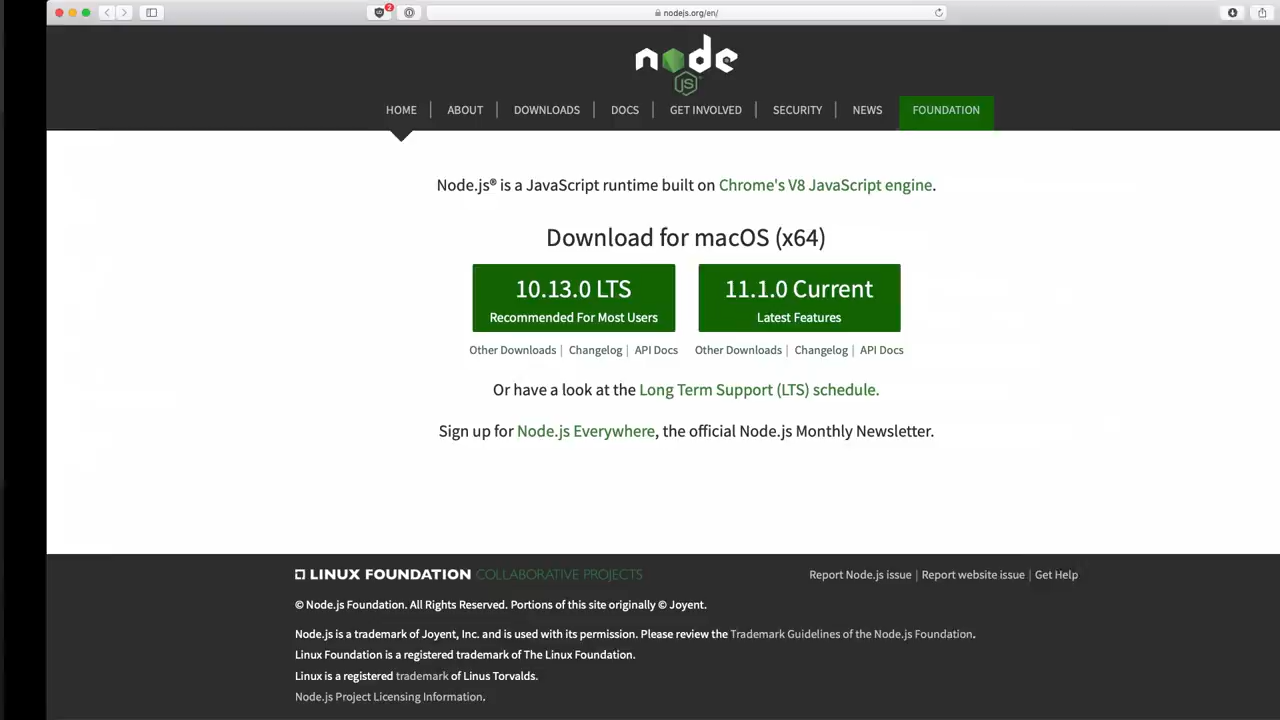 2
nodejs.org/en/
node
JS
HOME | ABOUT | DOWNLOADS | DOCS | GET INVOLVED | SECURITY | NEWS FOUNDATION
Node.js® is a JavaScript runtime built on Chrome's V8 JavaScript engine.
Download for macOS (x64)
10.13.0 LTS
Recommended For Most Users
11.1.0 Current
Latest Features
Other Downloads | Changelog | API Docs
Other Downloads | Changelog | API Docs
Or have a look at the Long Term Support (LTS) schedule.
Sign up for Node.js Everywhere, the official Node.js Monthly Newsletter.
LINUX FOUNDATION COLLABORATIVE PROJECTS
Report Node.js issue | Report website issue | Get Help
© Node.js Foundation. All Rights Reserved. Portions of this site originally © Joyent.
Node.js is a trademark of Joyent, Inc. and is used with its permission. Please review the Trademark Guidelines of the Node.js Foundation.
Linux Foundation is a registered trademark of The Linux Foundation.
Linux is a registered trademark of Linus Torvalds.
Node.js Project Licensing Information.